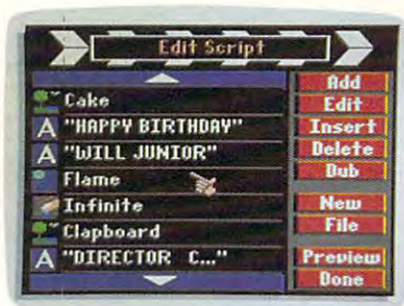 Edit Script
Cake
"HAPPY BIRTHDAY"
"WILL JUNIOR"
Flame
Infinite
Clapboard
"DIRECTOR C..."
Add
Edit
Insert
Delete
Dub
New
File
Preview
Done